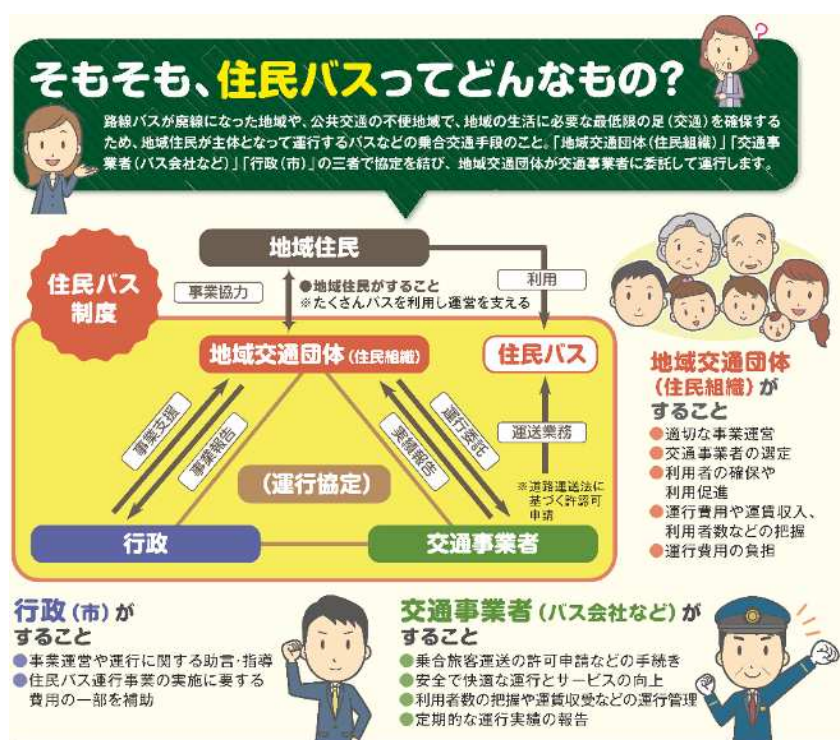 そもそも、住民バスってどんなもの?
路線バスが廃線になった地域や、公共交通の不便地域で、地域の生活に必要な最低限の足(交通)を確保する
ため、地域住民が主体となって運行するバスなどの乗合交通手段のこと。「地域交通団体(住民組織)」「交通事
業者(バス会社など)」「行政(市)」の三者で協定を結び、地域交通団体が交通事業者に委託して運行します。
住民バス
制度
地域住民
事業協力
●地域住民がすること
※たくさんバスを利用し運営を支える
利用
地域交通団体(住民組織)
住民バス
事業支援
事業報告
実績報告
運行委託
運送業務
(運行協定)
※道路運送法に
基づく許認可
申請
行政
交通事業者
地域交通団体
(住民組織)が
すること
●適切な事業運営
●交通事業者の選定
●利用者の確保や
利用促進
●運行費用や運賃収入、
利用者数などの把握
●運行費用の負担
行政(市)が
すること
●事業運営や運行に関する助言・指導
●住民バス運行事業の実施に要する
費用の一部を補助
交通事業者(バス会社など)が
すること
●乗合旅客運送の許可申請などの手続き
●安全で快適な運行とサービスの向上
●利用者数の把握や運賃収受などの運行管理
●定期的な運行実績の報告